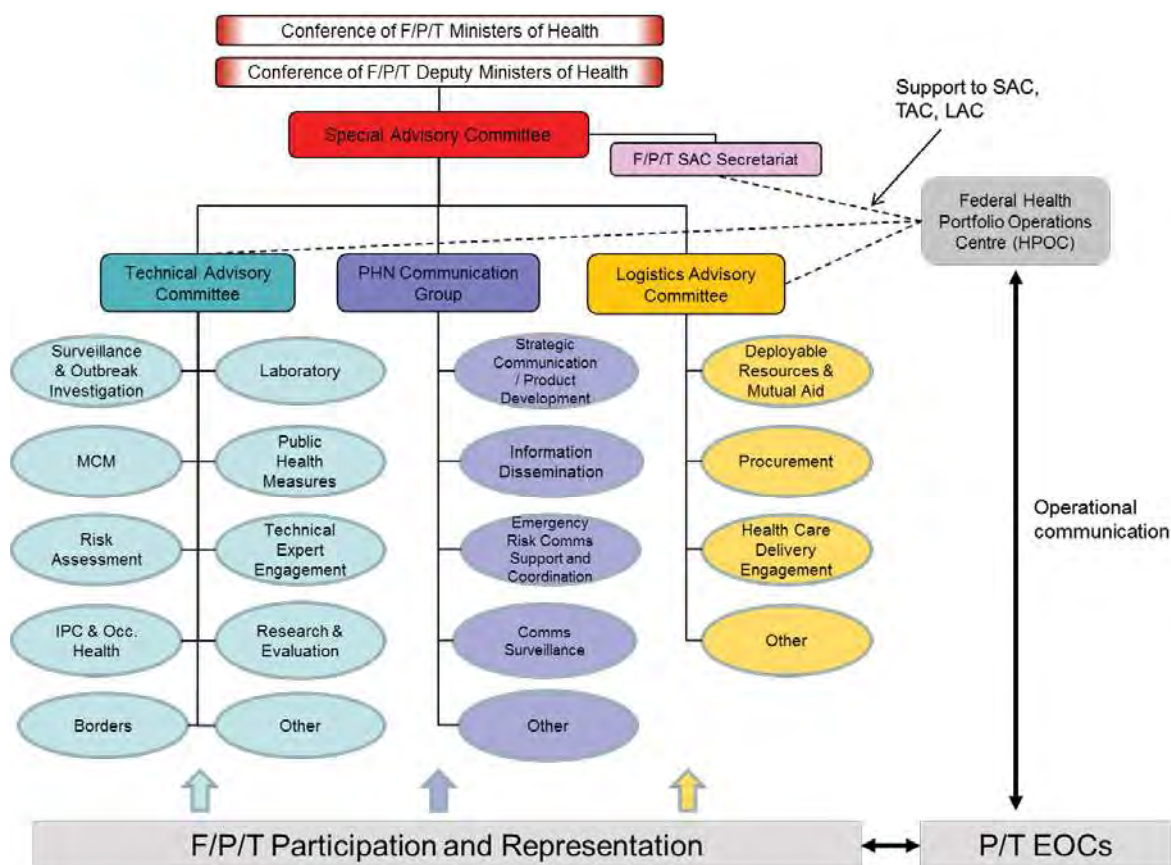 Conference of F/P/T Ministers of Health
Conference of F/P/T Deputy Ministers of Health
Special Advisory Committee
F/P/T SAC Secretariat
Support to SAC,
TAC, LAC
Federal Health
Portfolio Operations
Centre (HPOC)
Technical Advisory
Committee
PHN Communication
Group
Logistics Advisory
Committee
Surveillance
& Outbreak
Investigation
Laboratory
Strategic
Communication
/ Product
Development
Deployable
Resources &
Mutual Aid
MCM
Public
Health
Measures
Information
Dissemination
Procurement
Risk
Assessment
Technical
Expert
Engagement
Emergency
Risk Comms
Support and
Coordination
Health Care
Delivery
Engagement
Operational
communication
IPC & Occ.
Health
Research &
Evaluation
Comms
Surveillance
Other
Borders
Other
Other
F/P/T Participation and Representation
P/T EOCs